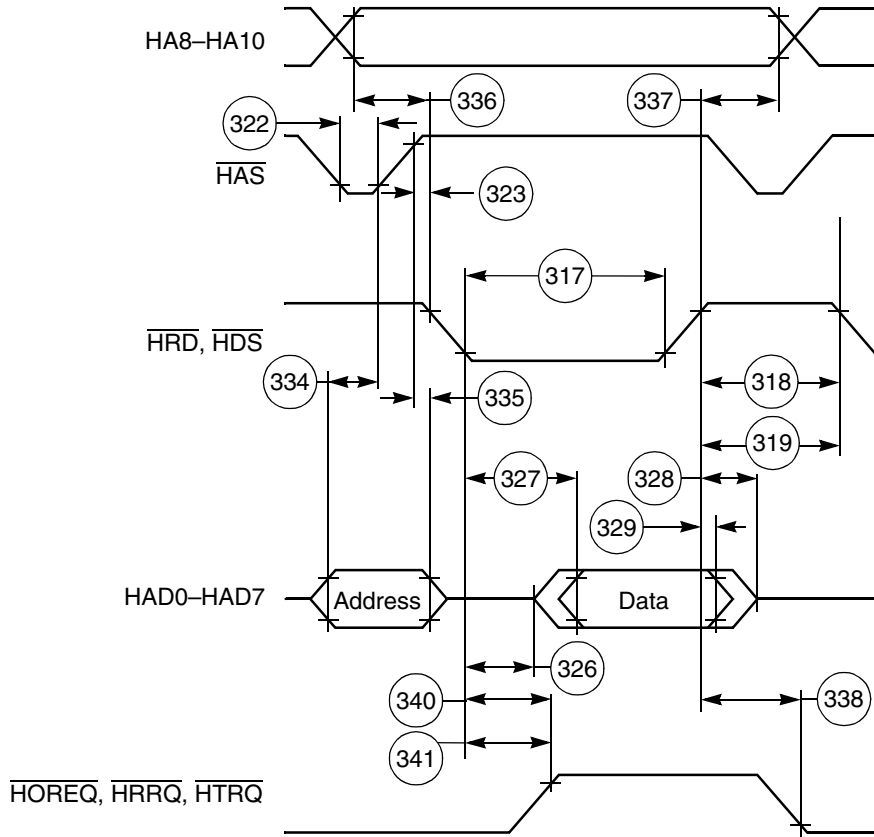 HA8–HA10
336
337
322
HAS
323
317
HRD, HDS
334
335
318
319
327
328
329
HAD0–HAD7
Address
Data
326
340
338
341
HOREQ, HRRQ, HTRQ